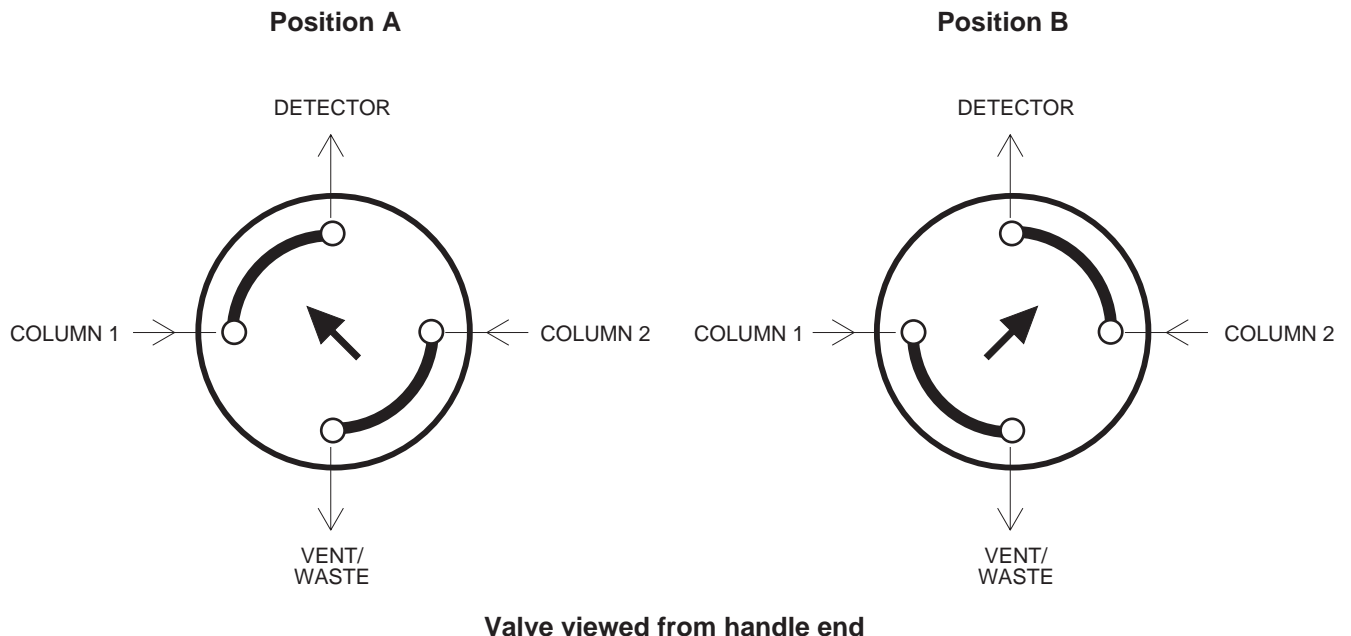 Position A
DETECTOR
COLUMN 1
COLUMN 2
VENT/
WASTE
Position B
DETECTOR
COLUMN 1
COLUMN 2
VENT/
WASTE
Valve viewed from handle end